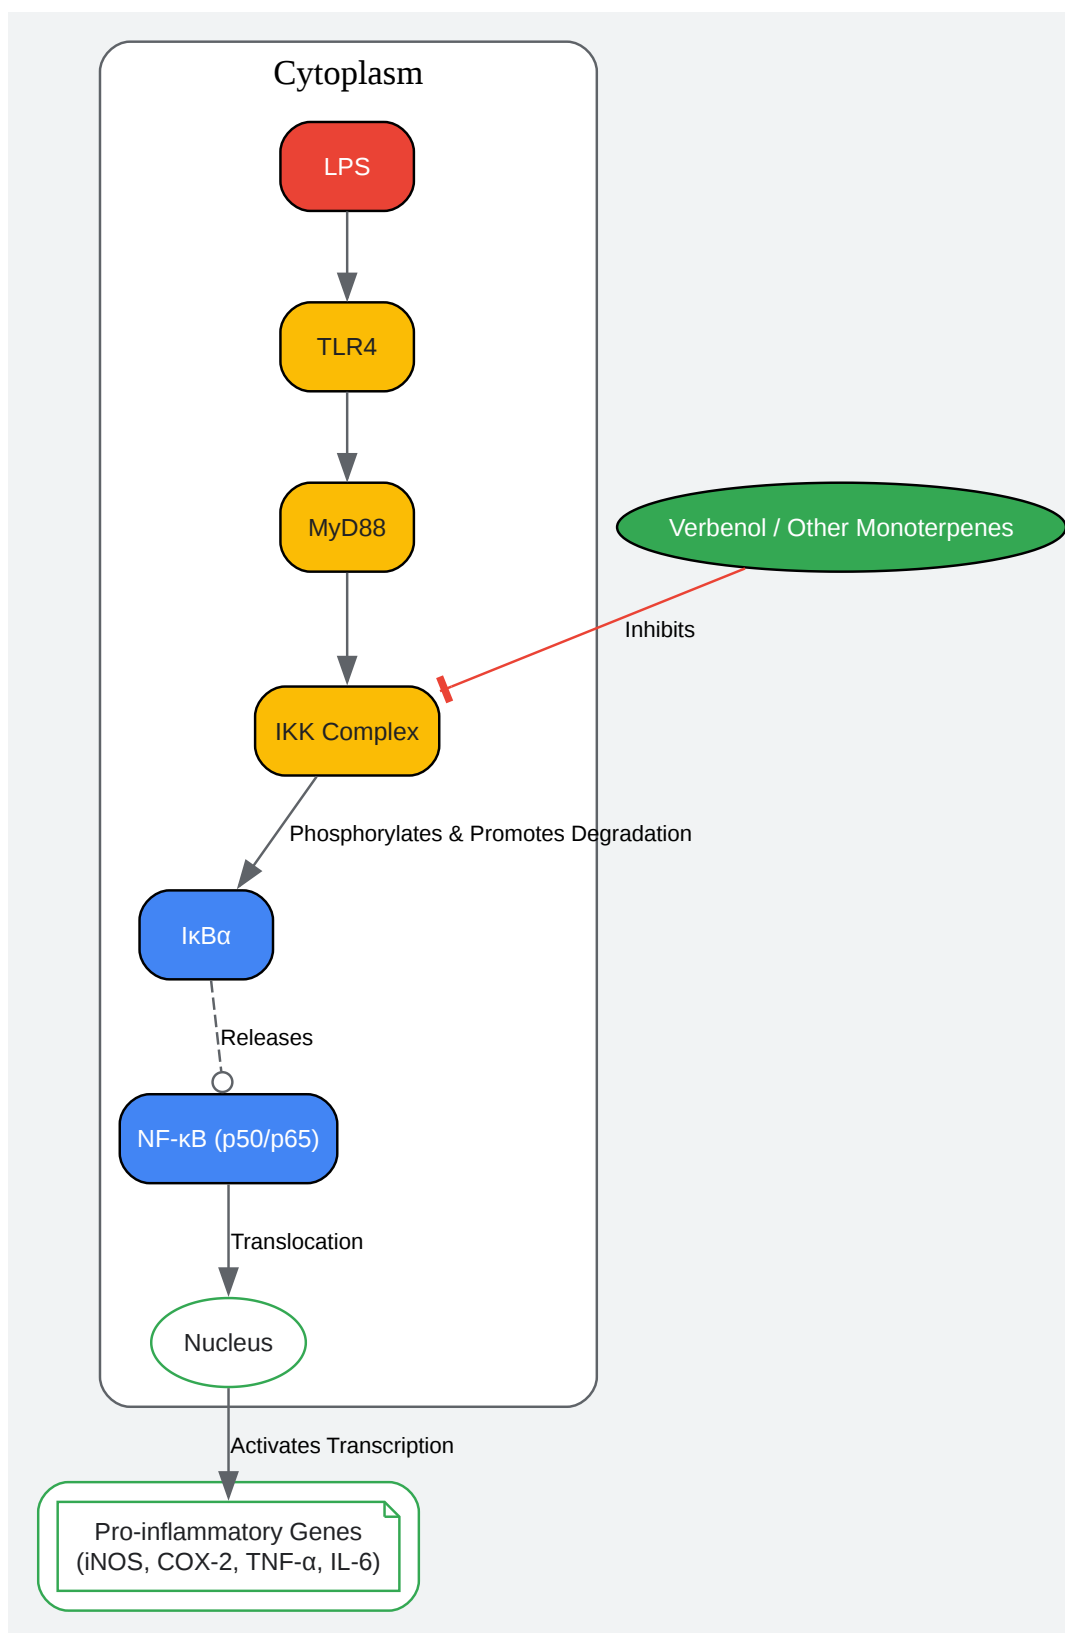 Cytoplasm
LPS
TLR4
MyD88
Verbenol / Other Monoterpenes
Inhibits
IKK Complex
Phosphorylates & Promotes Degradation
IκBα
Releases
NF-κB (p50/p65)
Translocation
Nucleus
Activates Transcription
Pro-inflammatory Genes
(iNOS, COX-2, TNF-α, IL-6)